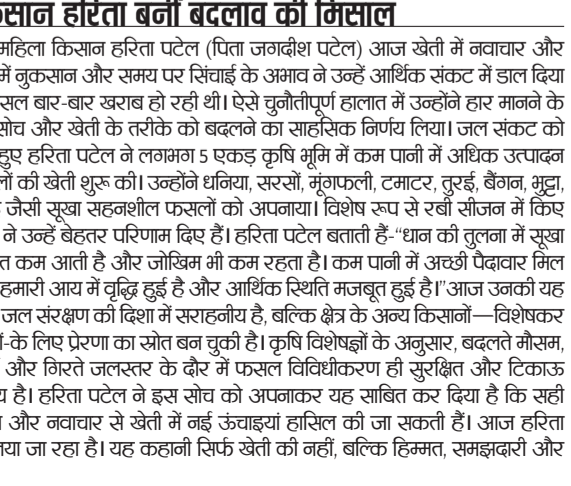 किसान हरिता बनीं बदलाव की मिसाल
महिला किसान हरिता पटेल (पिता जगदीश पटेल) आज खेती में नवाचार और
में नुकसान और समय पर सिंचाई के अभाव ने उन्हें आर्थिक संकट में डाल दिया
बार-बार खराब हो रही थी। ऐसे चुनौतीपूर्ण हालात में उन्होंने हार मानने के
सोच और खेती के तरीके को बदलने का साहसिक निर्णय लिया। जल संकट को
हुए हरिता पटेल ने लगभग 5 एकड़ कृषि भूमि में कम पानी में अधिक उत्पादन
की खेती शुरू की। उन्होंने धनिया, सरसों, मूंगफली, टमाटर, तुरई, बैंगन, भुट्टा,
जैसी सूखा सहनशील फसलों को अपनाया। विशेष रूप से रबी सीजन में किए
ने उन्हें बेहतर परिणाम दिए हैं। हरिता पटेल बताती हैं-“धान की तुलना में सूखा
कम आती है और जोखिम भी कम रहता है। कम पानी में अच्छी पैदावार मिल
हमारी आय में वृद्धि हुई है और आर्थिक स्थिति मजबूत हुई है।”आज उनकी यह
जल संरक्षण की दिशा में सराहनीय है, बल्कि क्षेत्र के अन्य किसानों—विशेषकर
के लिए प्रेरणा का स्रोत बन चुकी है। कृषि विशेषज्ञों के अनुसार, बदलते मौसम,
और गिरते जलस्तर के दौर में फसल विविधीकरण ही सुरक्षित और टिकाऊ
है। हरिता पटेल ने इस सोच को अपनाकर यह साबित कर दिया है कि सही
और नवाचार से खेती में नई ऊंचाइयां हासिल की जा सकती हैं। आज हरिता
जा रहा है। यह कहानी सिर्फ खेती की नहीं, बल्कि हिम्मत, समझदारी और